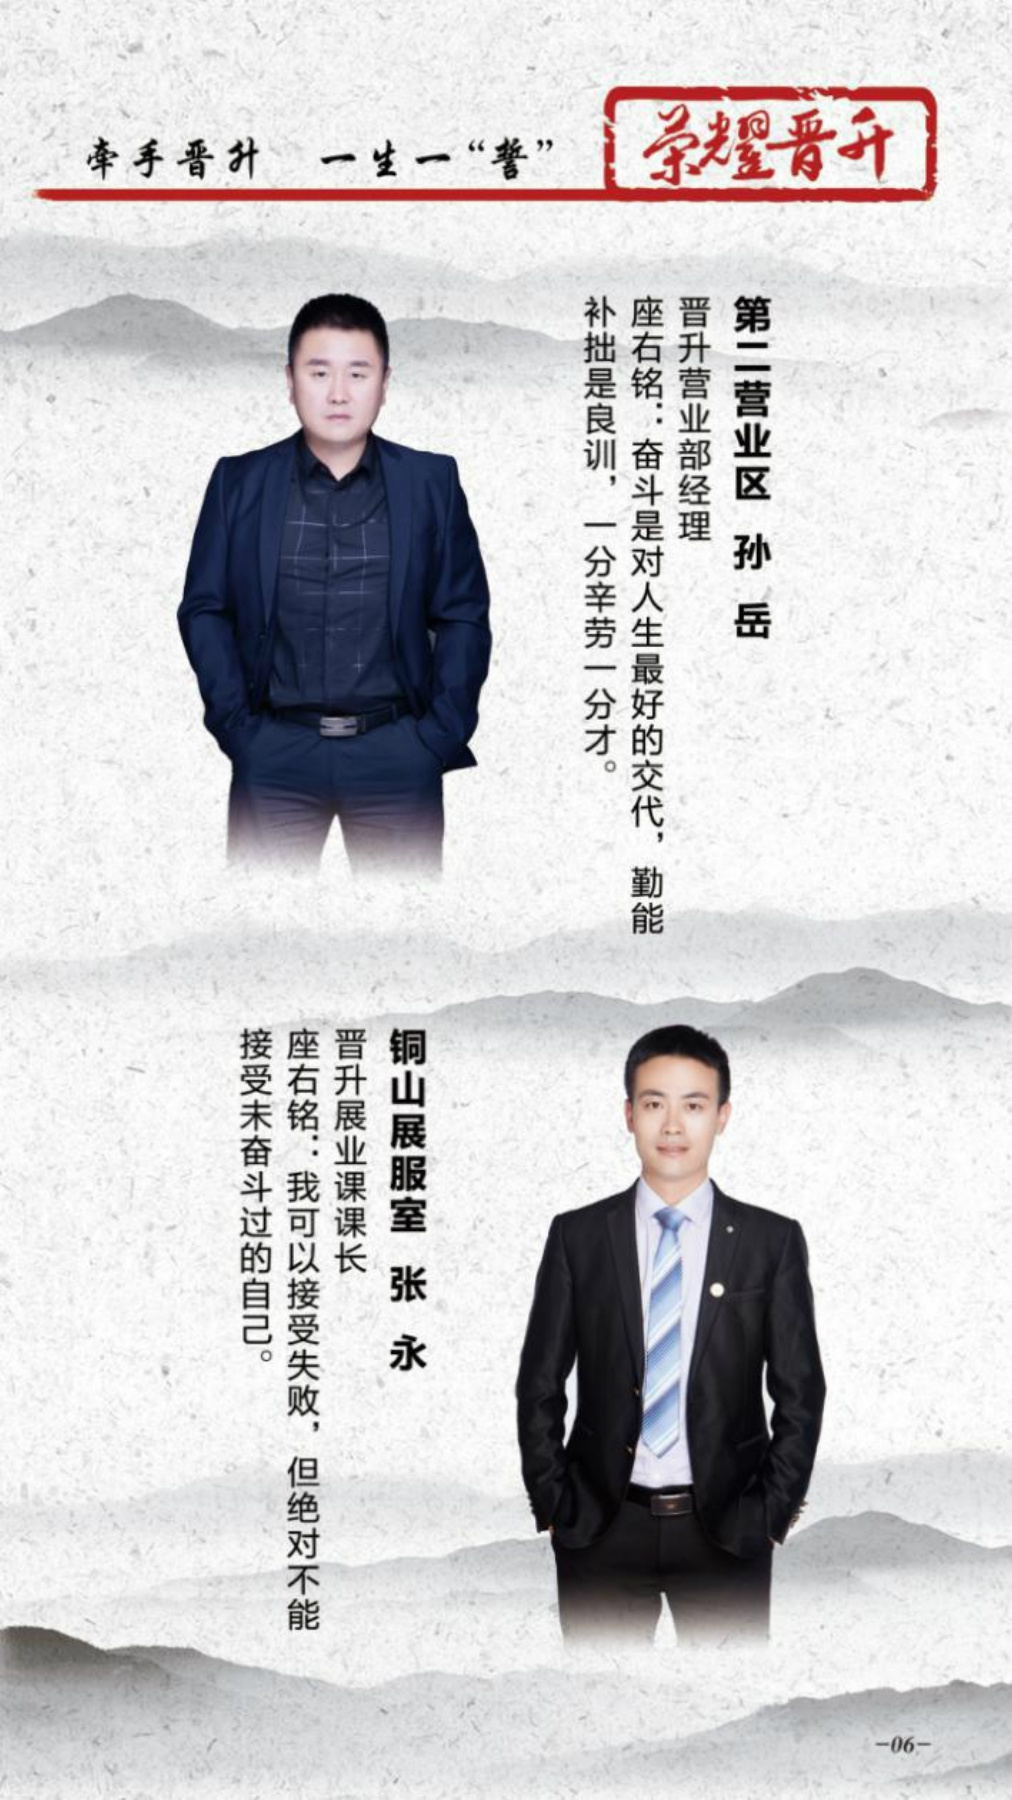 牵手晋升 一生一“誓”
荣耀晋升
第二营业区 孙 岳
晋升营业部经理
座右铭：奋斗是对人生最好的交代，勤能
补拙是良训，一分辛劳一分才。
铜山展服室 张 永
晋升展业课课长
座右铭：我可以接受失败，但绝对不能
接受未奋斗过的自己。
-06-